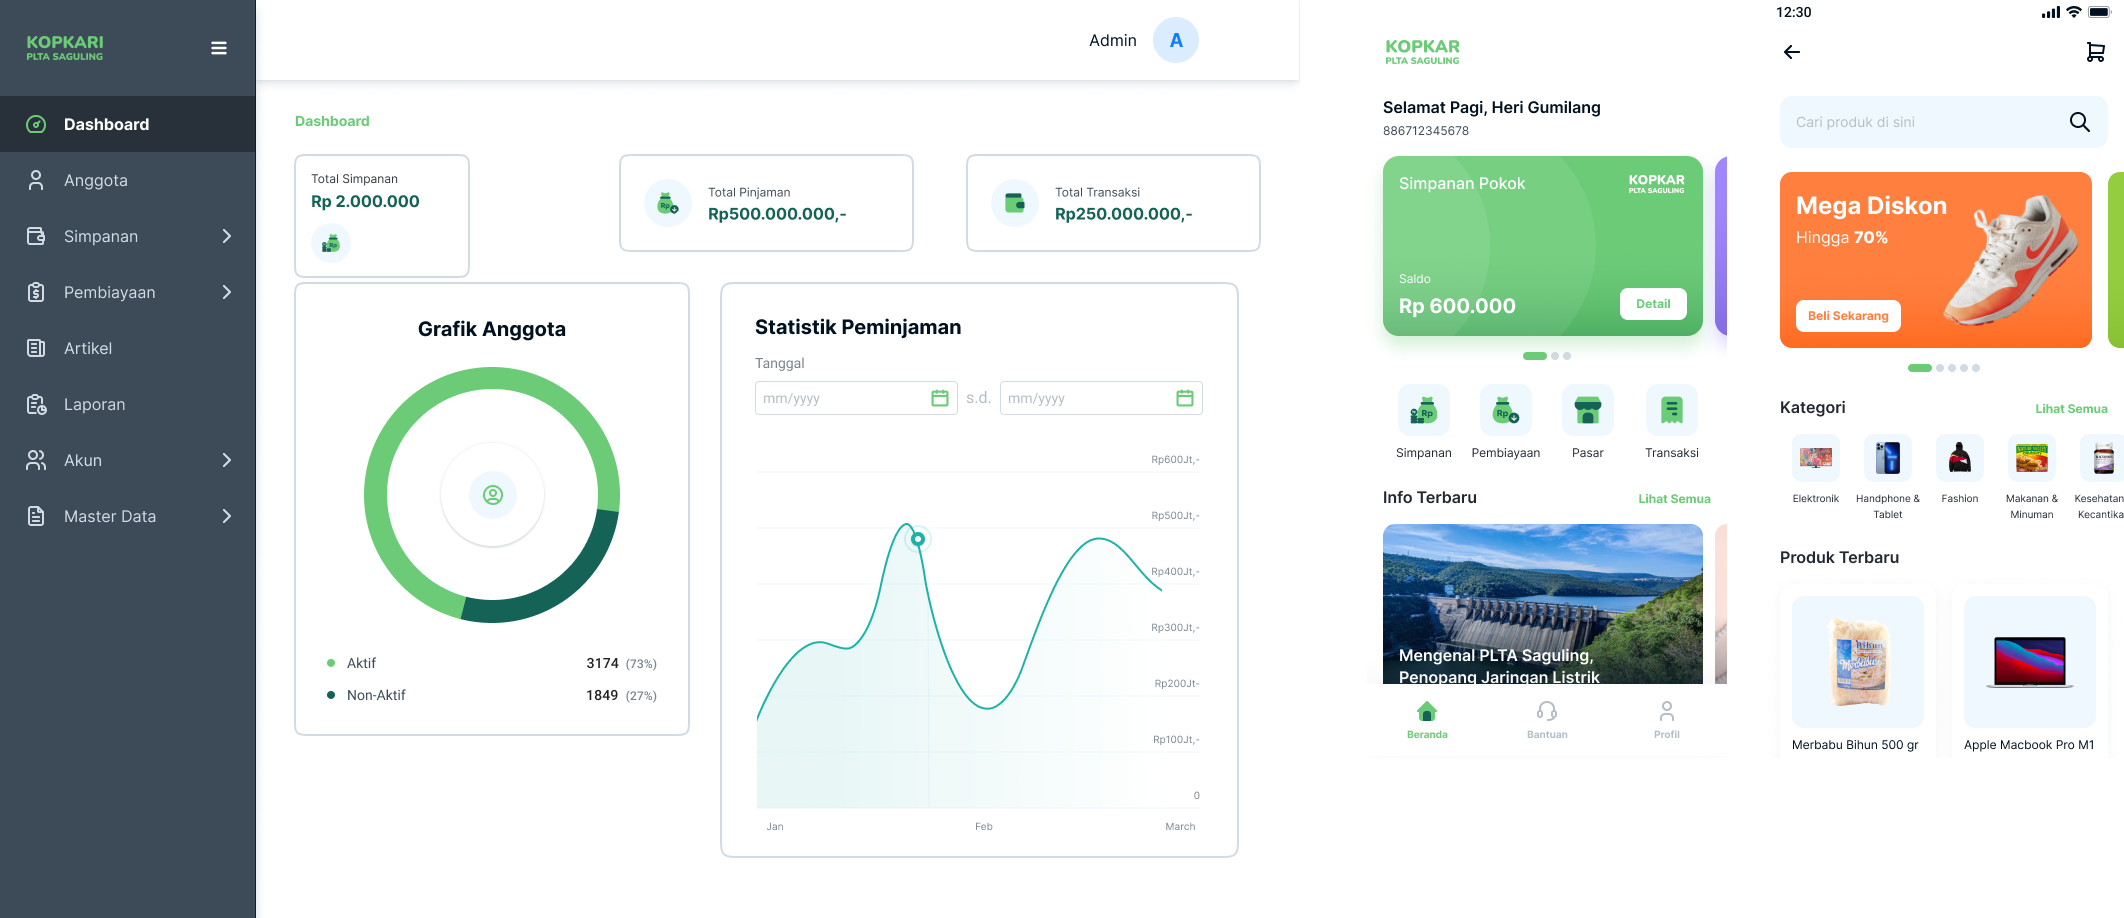 KOPKARI
PLTA SAGULING
Dashboard
Anggota
Simpanan
Pembiayaan
Artikel
Laporan
Akun
Master Data
Admin
A
Dashboard
Total Simpanan
Rp 2.000.000
Rp
Total Pinjaman
Rp500.000.000,-
Rp
Total Transaksi
Rp250.000.000,-
Grafik Anggota
Aktif
3174 (73%)
Non-Aktif
1849 (27%)
Statistik Peminjaman
Tanggal
mm/yyyy
s.d.
mm/yyyy
Rp600Jt,-
Rp500Jt,-
Rp400Jt,-
Rp300Jt,-
Rp200Jt-
Rp100Jt,-
0
Jan
Feb
March
KOPKAR
PLTA SAGULING
Selamat Pagi, Heri Gumilang
886712345678
Simpanan Pokok
KOPKAR
PLTA SAGULING
Saldo
Rp 600.000
Detail
Rp
Rp
Simpanan
Pembiayaan
Pasar
Transaksi
Info Terbaru
Lihat Semua
Mengenal PLTA Saguling,
Penopang Jaringan Listrik
Beranda
Bantuan
Profil
12:30
Cari produk di sini
Mega Diskon
Hingga 70%
Beli Sekarang
Kategori
Lihat Semua
Elektronik
Handphone &
Tablet
Fashion
Makanan &
Minuman
Kesehatan
Kecantika
Produk Terbaru
Bihun
Merbabu
Merbabu Bihun 500 gr
Apple Macbook Pro M1